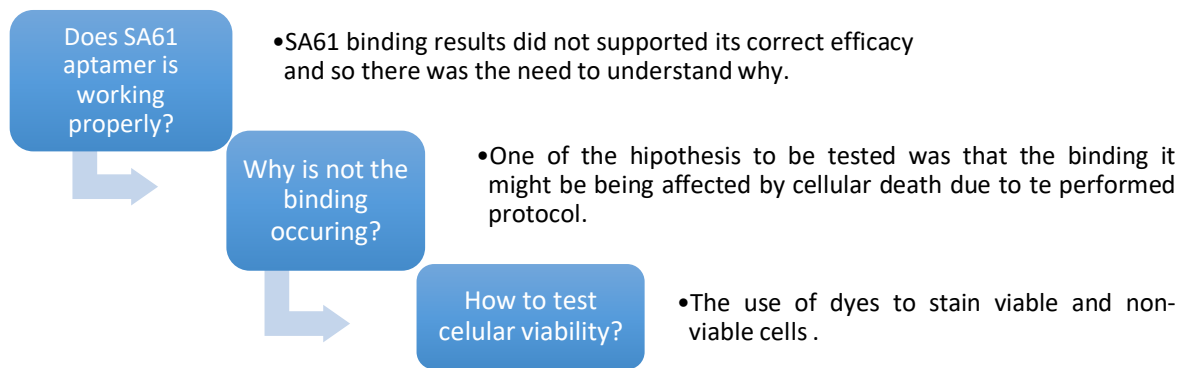 Does SA61
aptamer is
working
properly?
•SA61 binding results did not supported its correct efficacy
and so there was the need to understand why.
Why is not the
binding
occuring?
•One of the hipothesis to be tested was that the binding it
might be being affected by cellular death due to te performed
protocol.
How to test
celular viability?
•The use of dyes to stain viable and non-
viable cells .